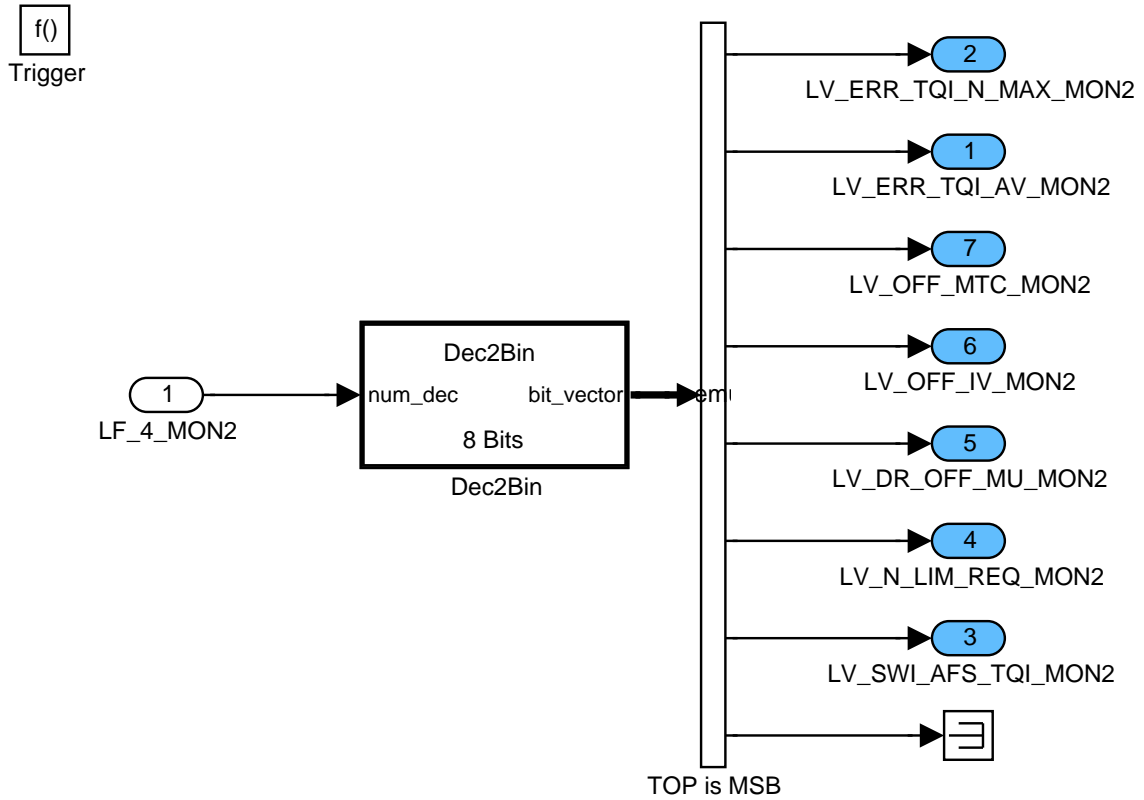 f()
Trigger
2
LV_ERR_TQI_N_MAX_MON2
1
LV_ERR_TQI_AV_MON2
7
LV_OFF_MTC_MON2
6
LV_OFF_IV_MON2
5
LV_DR_OFF_MU_MON2
4
LV_N_LIM_REQ_MON2
3
LV_SWI_AFS_TQI_MON2
1
LF_4_MON2
Dec2Bin
num_dec
bit_vector
8 Bits
Dec2Bin
TOP is MSB